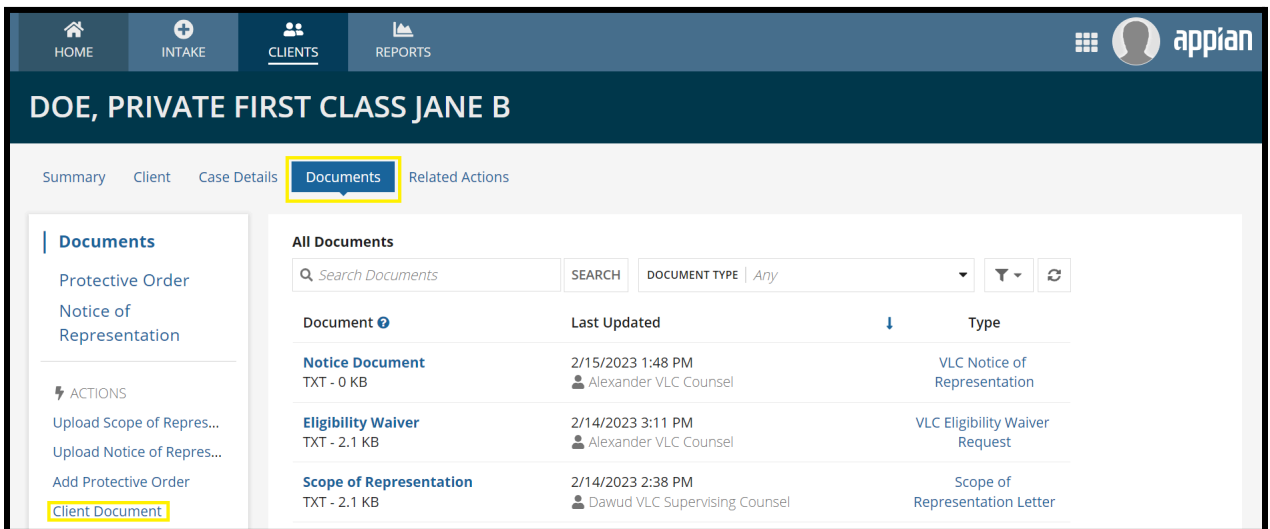 HOME INTAKE CLIENTS REPORTS appian
DOE, PRIVATE FIRST CLASS JANE B
Summary Client Case Details Documents Related Actions
Documents
Protective Order
Notice of
Representation
ACTIONS
Upload Scope of Repres...
Upload Notice of Repres...
Add Protective Order
Client Document
All Documents
Search Documents SEARCH DOCUMENT TYPE Any
Document Last Updated Type
Notice Document 2/15/2023 1:48 PM VLC Notice of
TXT - 0 KB Alexander VLC Counsel Representation
Eligibility Waiver 2/14/2023 3:11 PM VLC Eligibility Waiver
TXT - 2.1 KB Alexander VLC Counsel Request
Scope of Representation 2/14/2023 2:38 PM Scope of
TXT - 2.1 KB Dawud VLC Supervising Counsel Representation Letter